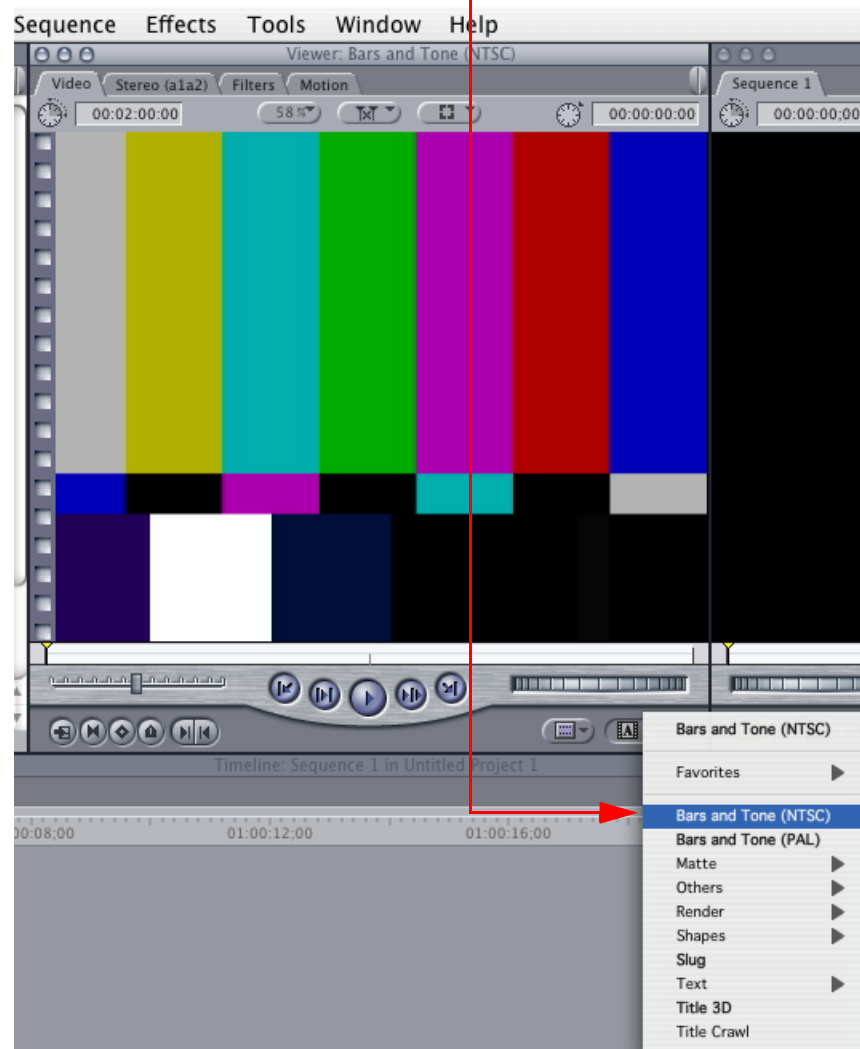 Sequence Effects Tools Window Help
Viewer: Bars and Tone (NTSC)
Video Stereo (a1a2) Filters Motion
Sequence 1
00:02:00:00 58% 00:00:00:00
00:00:00;00
A
Bars and Tone (NTSC)
Favorites
Bars and Tone (NTSC)
Bars and Tone (PAL)
Matte
Others
Render
Shapes
Slug
Text
Title 3D
Title Crawl
Timeline: Sequence 1 in Untitled Project 1
00:08;00 01:00:12;00 01:00:16;00